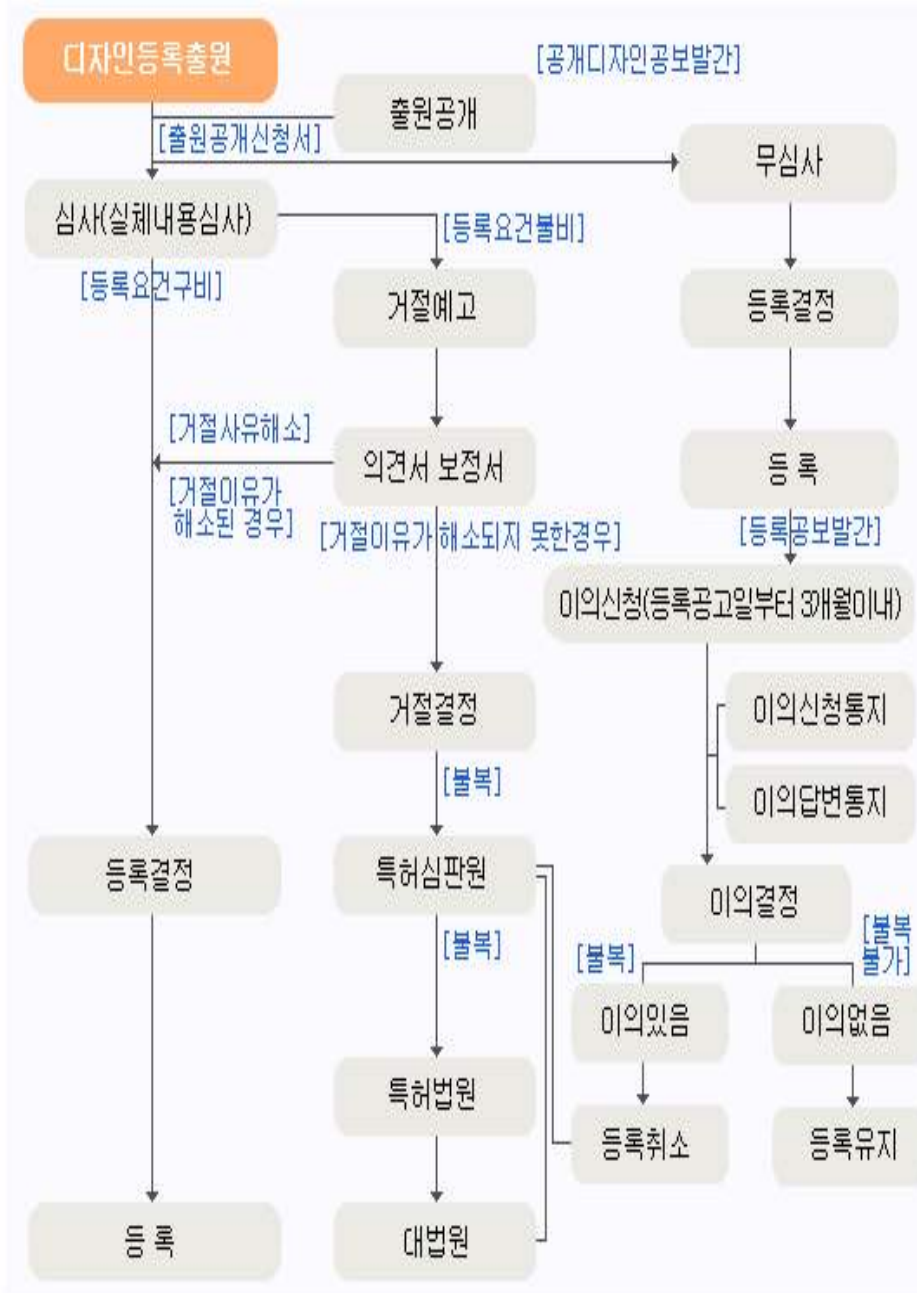 디자인등록출원
[공개디자인공보발간]
출원공개
[출원공개신청서]
무심사
심사(실체내용심사)
[등록요건불비]
[등록요건구비]
거절예고
등록결정
[거절사유해소]
의견서 보정서
등 록
[거절이유가
해소된 경우]
[거절이유가 해소되지 못한경우]
[등록공보발간]
이의신청(등록공고일부터 3개월이내)
거절결정
이의신청통지
[불복]
이의답변통지
등록결정
특허심판원
이의결정
[불복]
[불복]
[불복
불가]
이의있음
이의없음
특허법원
등록취소
등록유지
등 록
대법원